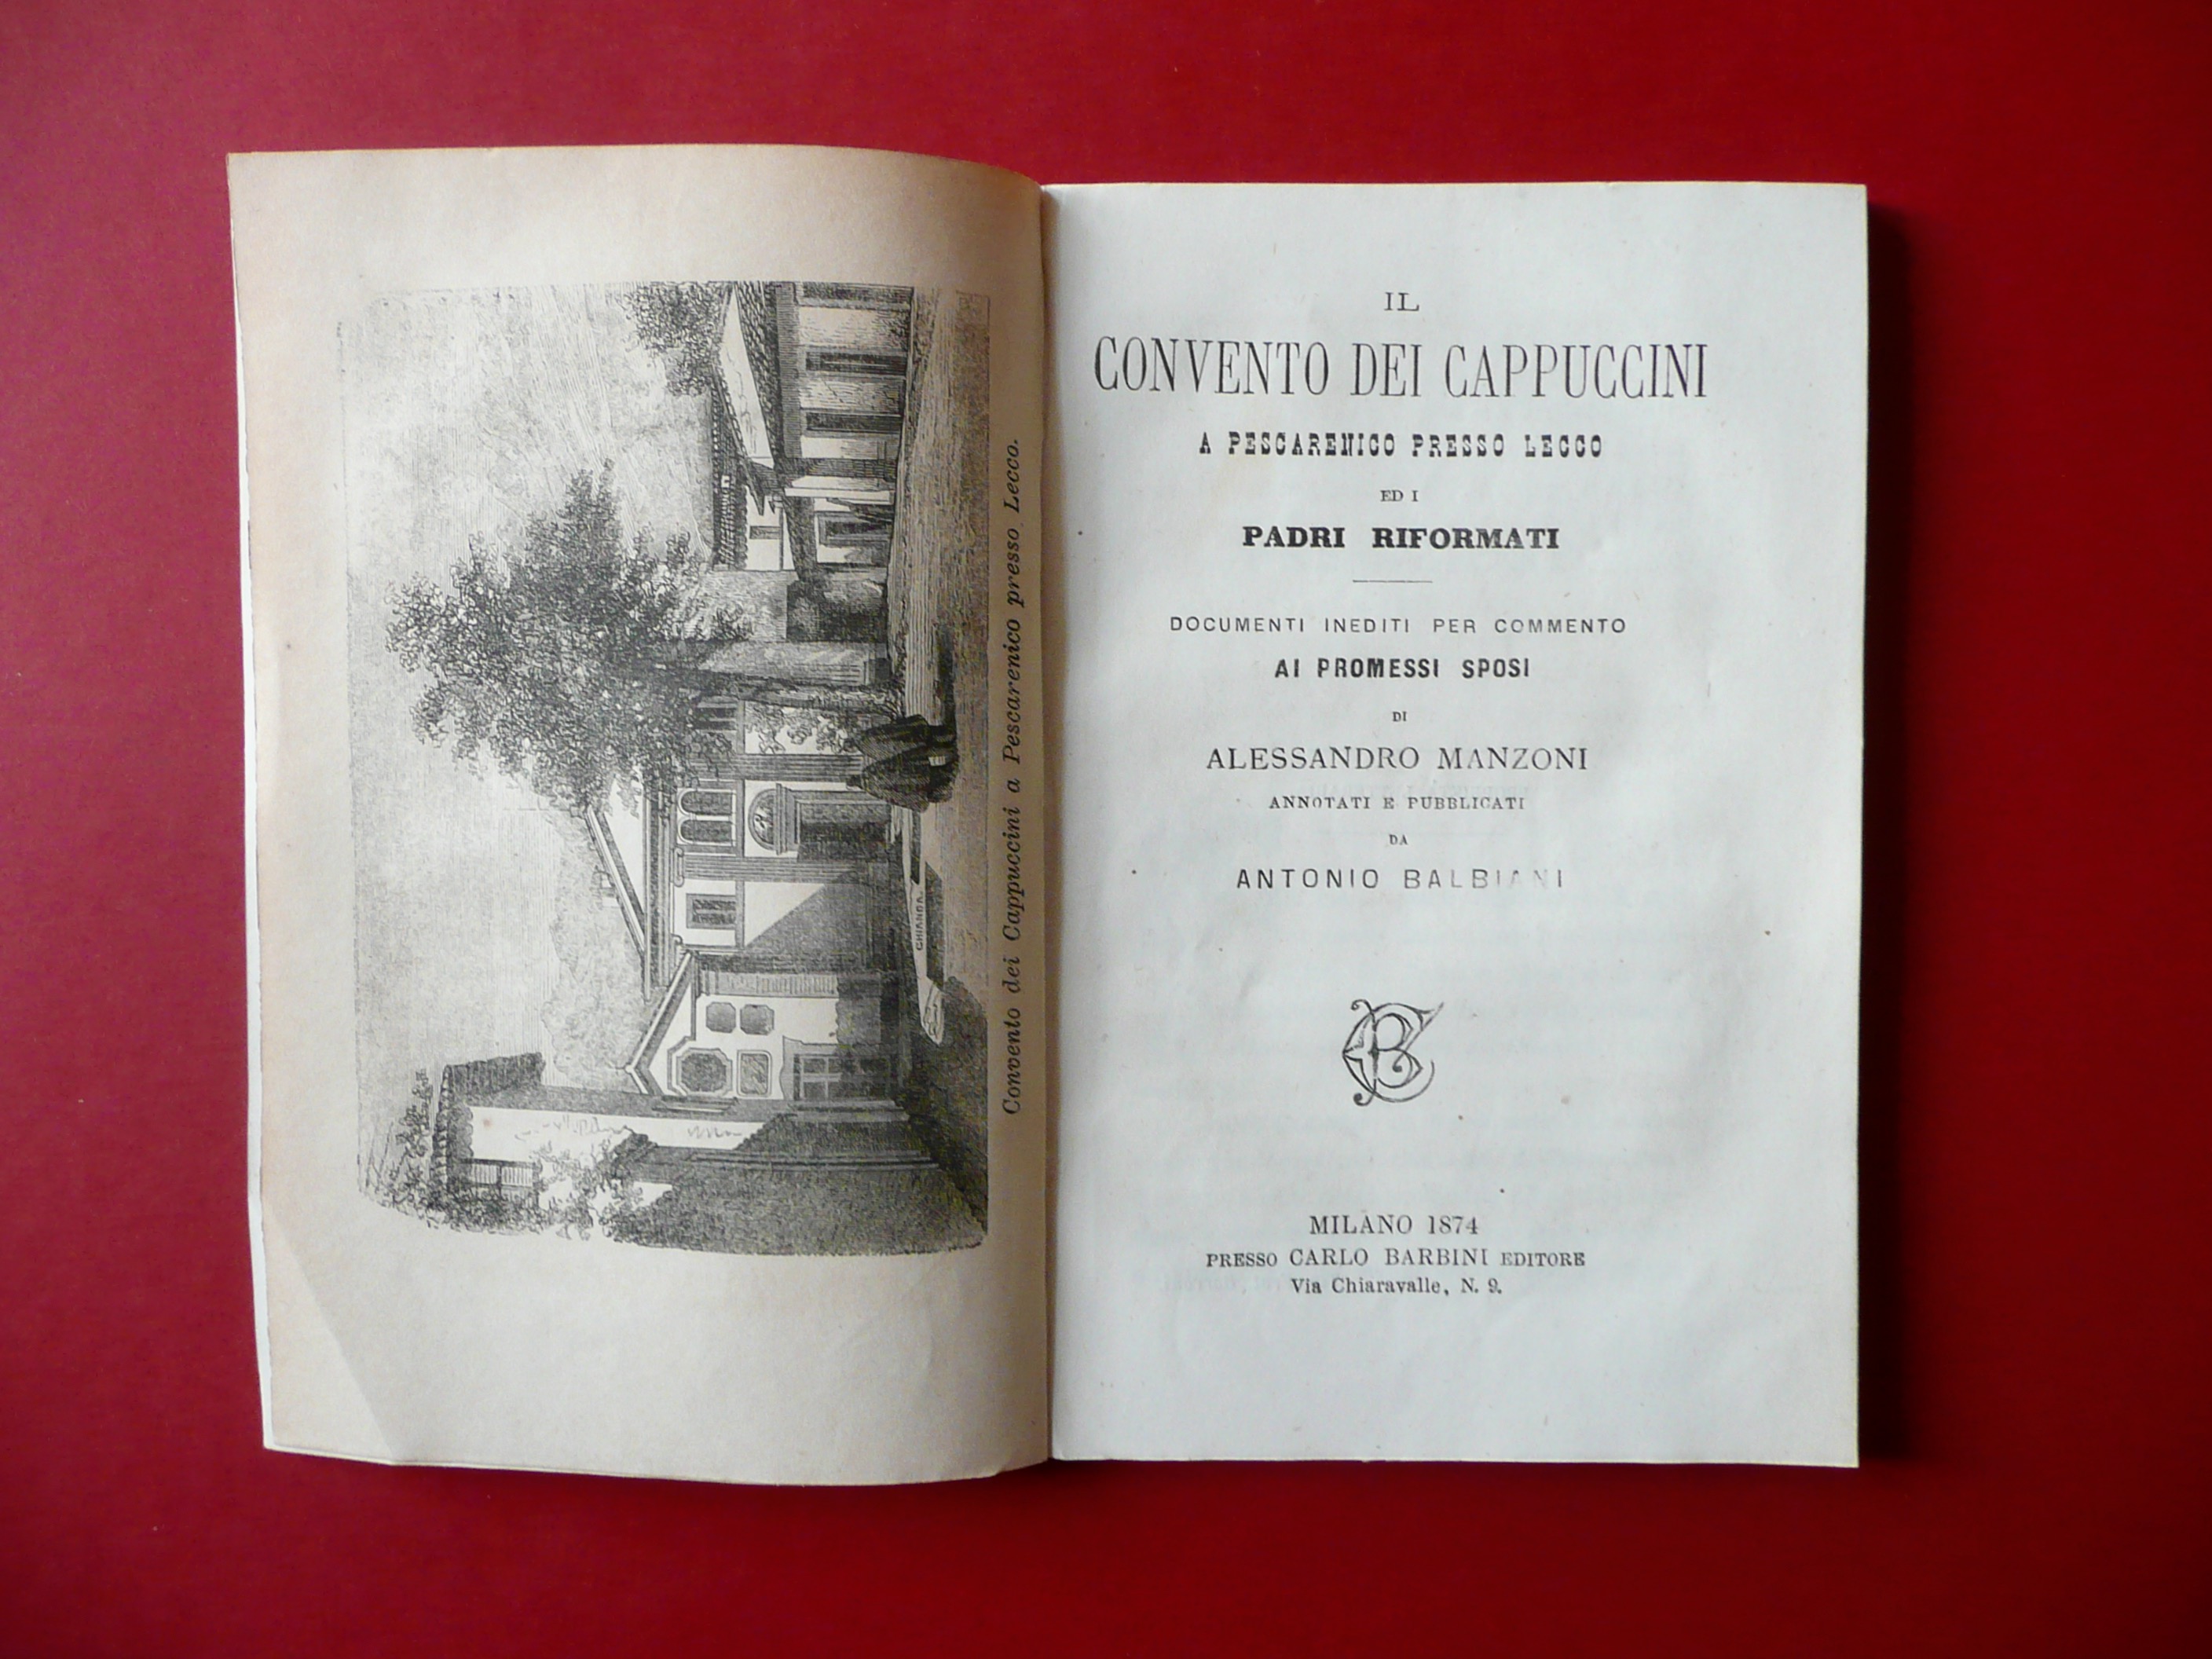 Convento dei Cappuccini a Pescarenico presso Lecco.
GHIANDA
IL
CONVENTO DEI CAPPUCCINI
A PESCARENICO PRESSO LECCO
ED I
PADRI RIFORMATI
DOCUMENTI INEDITI PER COMMENTO
AI PROMESSI SPOSI
DI
ALESSANDRO MANZONI
ANNOTATI E PUBBLICATI
DA
ANTONIO BALBIANI
MILANO 1874
PRESSO CARLO BARBINI EDITORE
Via Chiaravalle, N. 9.